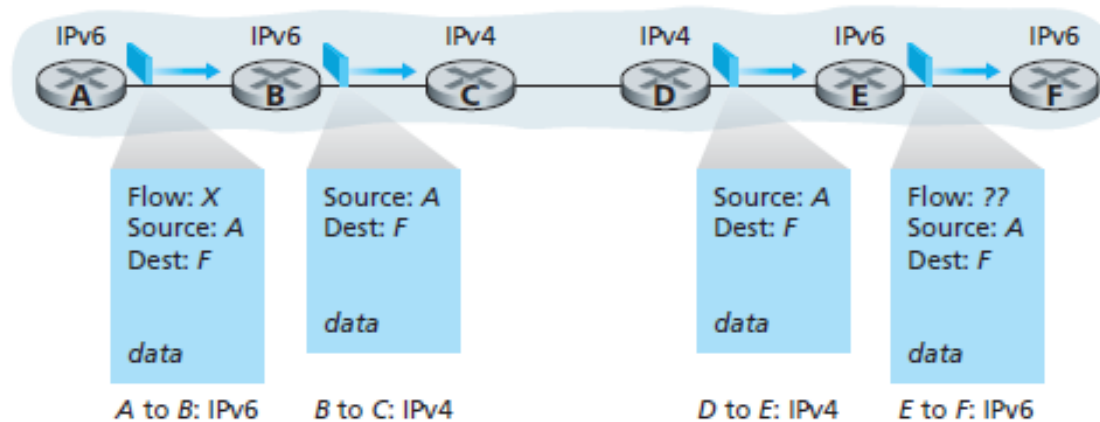 IPv6 IPv6 IPv4 IPv4 IPv6 IPv6
A B C D E F
Flow: X
Source: A
Dest: F
data
Source: A
Dest: F
data
Source: A
Dest: F
data
Flow: ??
Source: A
Dest: F
data
A to B: IPv6 B to C: IPv4 D to E: IPv4 E to F: IPv6